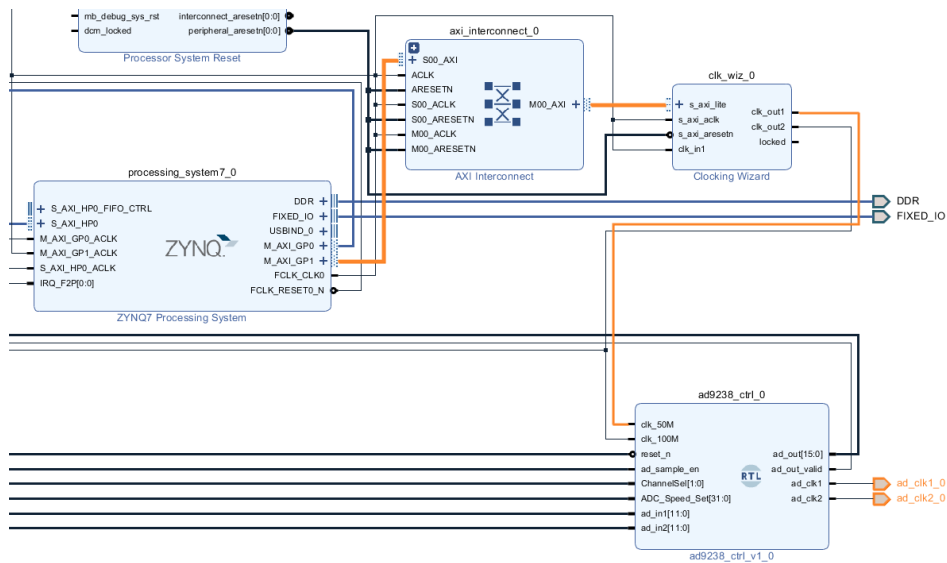 mb_debug_sys_rst
dcm_locked
interconnect_aresetn[0:0]
peripheral_aresetn[0:0]
Processor System Reset
axi_interconnect_0
S00_AXI
ACLK
ARESETN
S00_ACLK
S00_ARESETN
M00_ACLK
M00_ARESETN
M00_AXI
AXI Interconnect
clk_wiz_0
s_axi_lite
s_axi_aclk
s_axi_aresetn
clk_in1
clk_out1
clk_out2
locked
Clocking Wizard
processing_system7_0
S_AXI_HP0_FIFO_CTRL
S_AXI_HP0
M_AXI_GP0_ACLK
M_AXI_GP1_ACLK
S_AXI_HP0_ACLK
IRQ_F2P[0:0]
ZYNQ
DDR
FIXED_IO
USBIND_0
M_AXI_GP0
M_AXI_GP1
FCLK_CLK0
FCLK_RESET0_N
ZYNQ7 Processing System
DDR
FIXED_IO
ad9238_ctrl_0
clk_50M
clk_100M
reset_n
ad_sample_en
ChannelSel[1:0]
ADC_Speed_Set[31:0]
ad_in1[11:0]
ad_in2[11:0]
RTL
ad_out[15:0]
ad_out_valid
ad_clk1
ad_clk2
ad9238_ctrl_v1_0
ad_clk1_0
ad_clk2_0